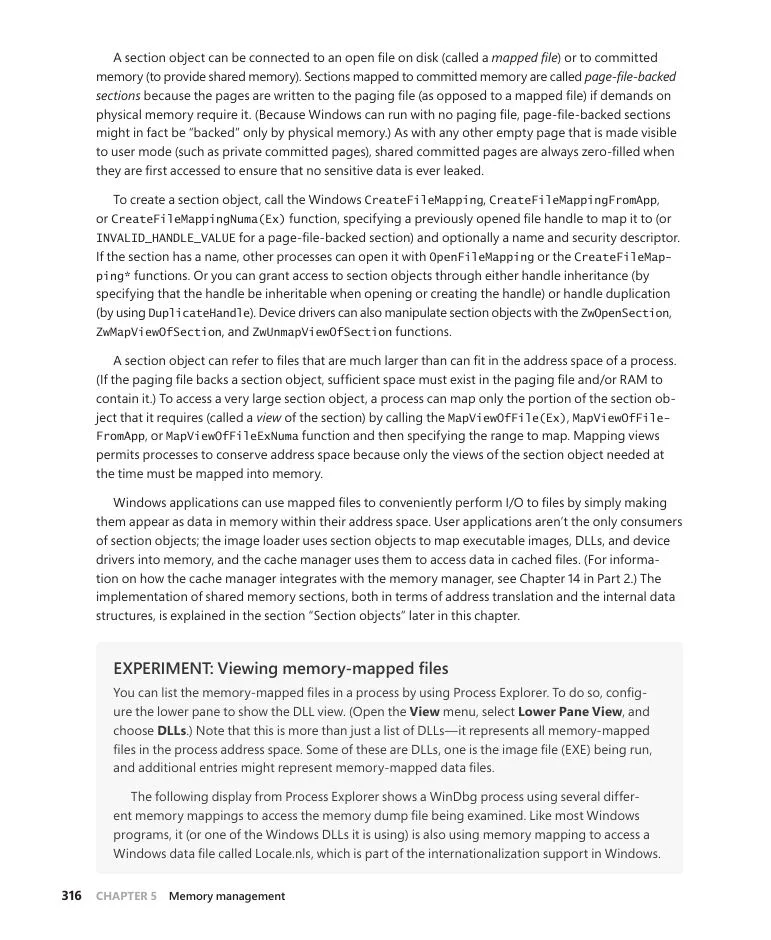 A section object can be connected to an open file on disk (called a mapped file) or to committed
memory (to provide shared memory). Sections mapped to committed memory are called page-file-backed
sections because the pages are written to the paging file (as opposed to a mapped file) if demands on
physical memory require it. (Because Windows can run with no paging file, page-file-backed sections
might in fact be “backed” only by physical memory.) As with any other empty page that is made visible
to user mode (such as private committed pages), shared committed pages are always zero-filled when
they are first accessed to ensure that no sensitive data is ever leaked.
To create a section object, call the Windows CreateFileMapping, CreateFileMappingFromApp,
or CreateFileMappingNuma(Ex) function, specifying a previously opened file handle to map it to (or
INVALID_HANDLE_VALUE for a page-file-backed section) and optionally a name and security descriptor.
If the section has a name, other processes can open it with OpenFileMapping or the CreateFileMap-
ping* functions. Or you can grant access to section objects through either handle inheritance (by
specifying that the handle be inheritable when opening or creating the handle) or handle duplication
(by using DuplicateHandle). Device drivers can also manipulate section objects with the ZwOpenSection,
ZwMapViewOfSection, and ZwUnmapViewOfSection functions.
A section object can refer to files that are much larger than can fit in the address space of a process.
(If the paging file backs a section object, sufficient space must exist in the paging file and/or RAM to
contain it.) To access a very large section object, a process can map only the portion of the section ob-
ject that it requires (called a view of the section) by calling the MapViewOfFile(Ex), MapViewOfFile-
FromApp, or MapViewOfFileExNuma function and then specifying the range to map. Mapping views
permits processes to conserve address space because only the views of the section object needed at
the time must be mapped into memory.
Windows applications can use mapped files to conveniently perform I/O to files by simply making
them appear as data in memory within their address space. User applications aren’t the only consumers
of section objects; the image loader uses section objects to map executable images, DLLs, and device
drivers into memory, and the cache manager uses them to access data in cached files. (For informa-
tion on how the cache manager integrates with the memory manager, see Chapter 14 in Part 2.) The
implementation of shared memory sections, both in terms of address translation and the internal data
structures, is explained in the section “Section objects” later in this chapter.
EXPERIMENT: Viewing memory-mapped files
You can list the memory-mapped files in a process by using Process Explorer. To do so, config-
ure the lower pane to show the DLL view. (Open the View menu, select Lower Pane View, and
choose DLLs.) Note that this is more than just a list of DLLs—it represents all memory-mapped
files in the process address space. Some of these are DLLs, one is the image file (EXE) being run,
and additional entries might represent memory-mapped data files.
The following display from Process Explorer shows a WinDbg process using several differ-
ent memory mappings to access the memory dump file being examined. Like most Windows
programs, it (or one of the Windows DLLs it is using) is also using memory mapping to access a
Windows data file called Locale.nls, which is part of the internationalization support in Windows.
316 CHAPTER 5 Memory management